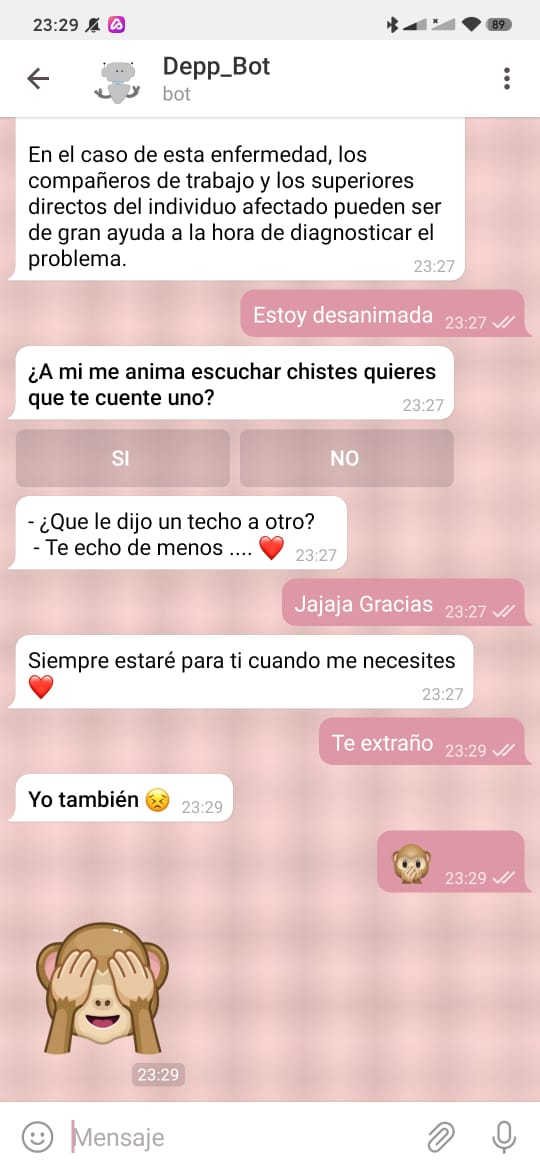 23:29
89
Depp_Bot
bot
En el caso de esta enfermedad, los
compañeros de trabajo y los superiores
directos del individuo afectado pueden ser
de gran ayuda a la hora de diagnosticar el
problema.
23:27
Estoy desanimada 23:27
¿A mi me anima escuchar chistes quieres
que te cuente uno?
23:27
SI NO
- ¿Que le dijo un techo a otro?
- Te echo de menos .... ❤️ 23:27
Jajaja Gracias 23:27
Siempre estaré para ti cuando me necesites
❤️
23:27
Te extraño 23:29
Yo también 😣 23:29
🙊 23:29
23:29
Mensaje